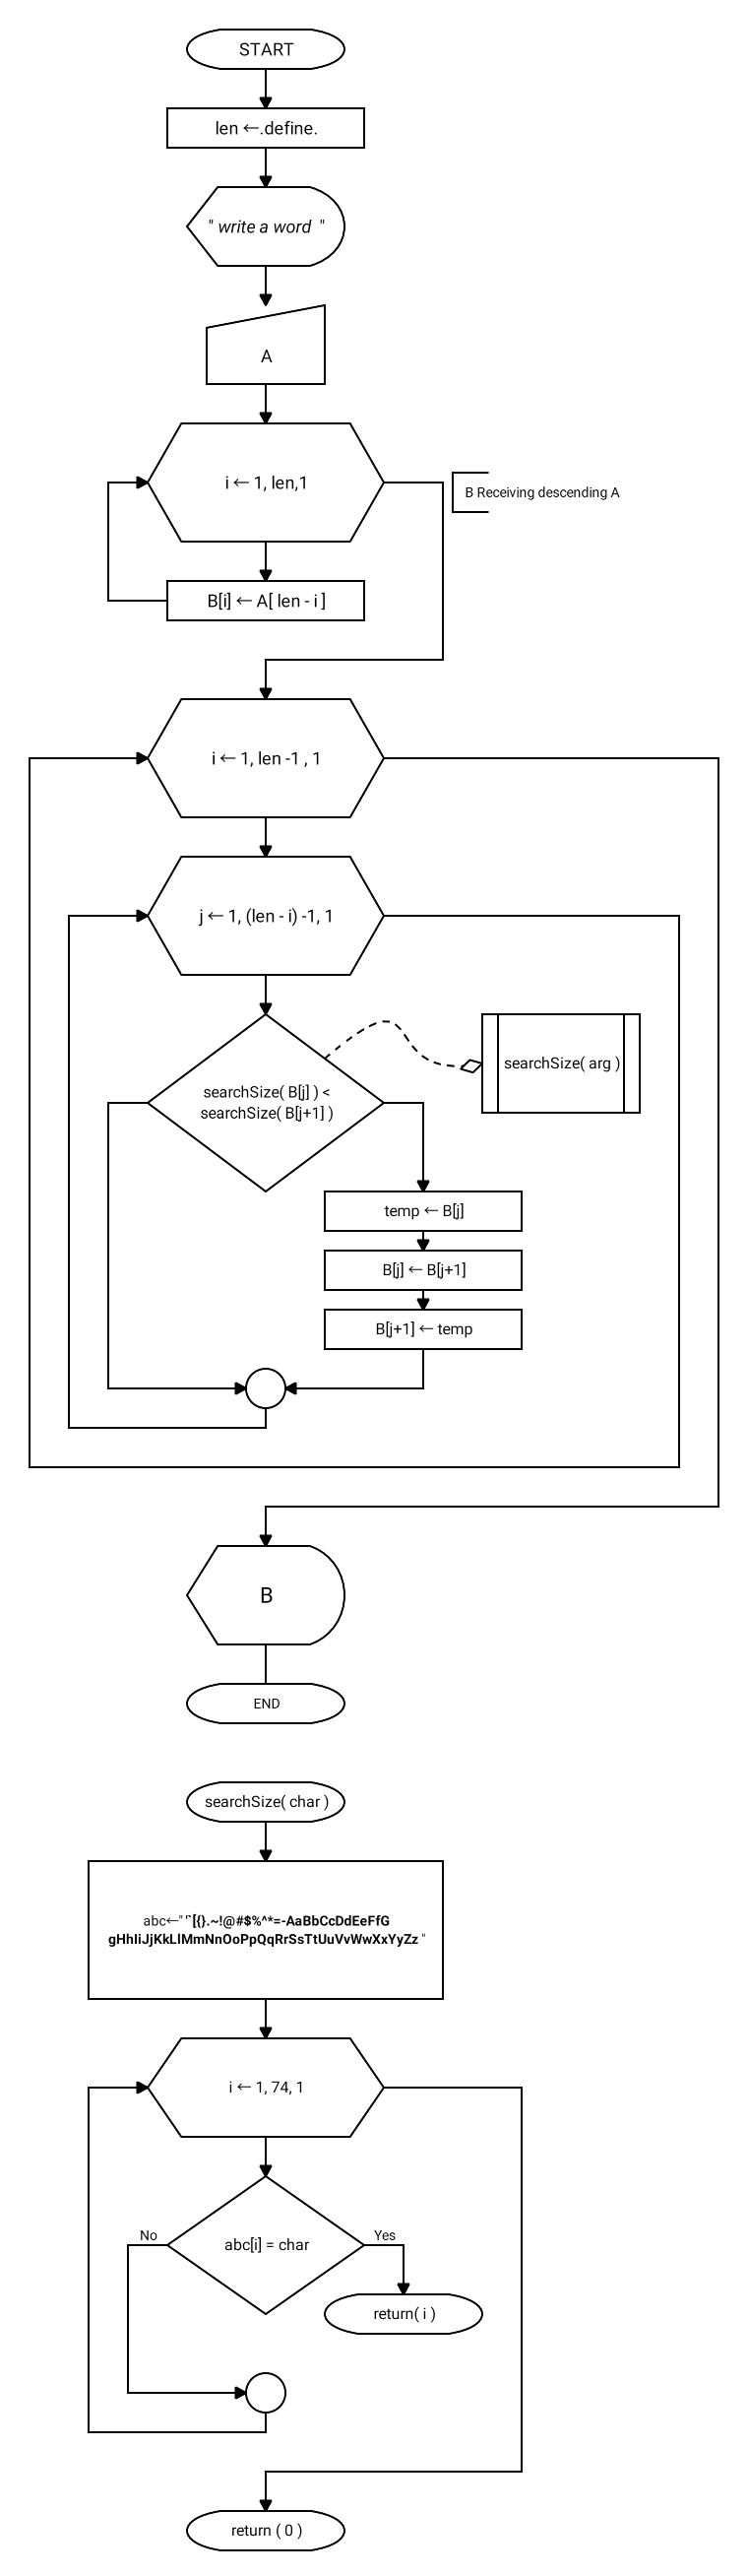 START
len ←.define.
" write a word "
A
i ← 1, len,1
B Receiving descending A
B[i] ← A[ len - i ]
i ← 1, len -1 , 1
j ← 1, (len - i) -1, 1
searchSize( B[j] ) <
searchSize( B[j+1] )
searchSize( arg )
temp ← B[j]
B[j] ← B[j+1]
B[j+1] ← temp
B
END
searchSize( char )
abc←" '`[{}.~!@#$%^*=-AaBbCcDdEeFfG
gHhIiJjKkLlMmNnOoPpQqRrSsTtUuVvWwXxYyZz "
i ← 1, 74, 1
No
Yes
abc[i] = char
return( i )
return ( 0 )